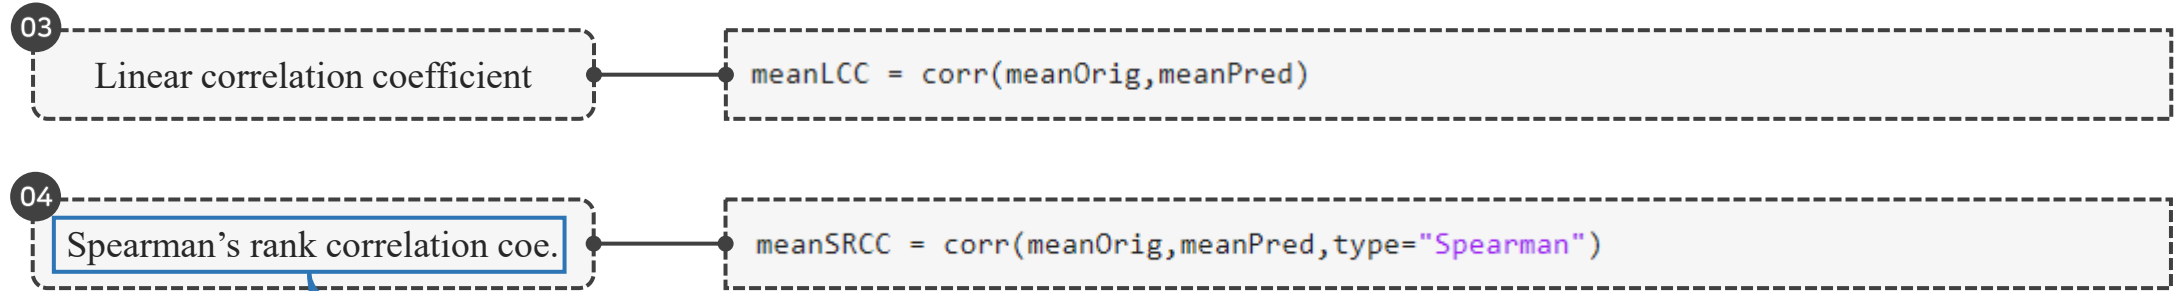 03
Linear correlation coefficient
meanLCC = corr(meanOrig,meanPred)
04
Spearman’s rank correlation coe.
meanSRCC = corr(meanOrig,meanPred,type="Spearman")